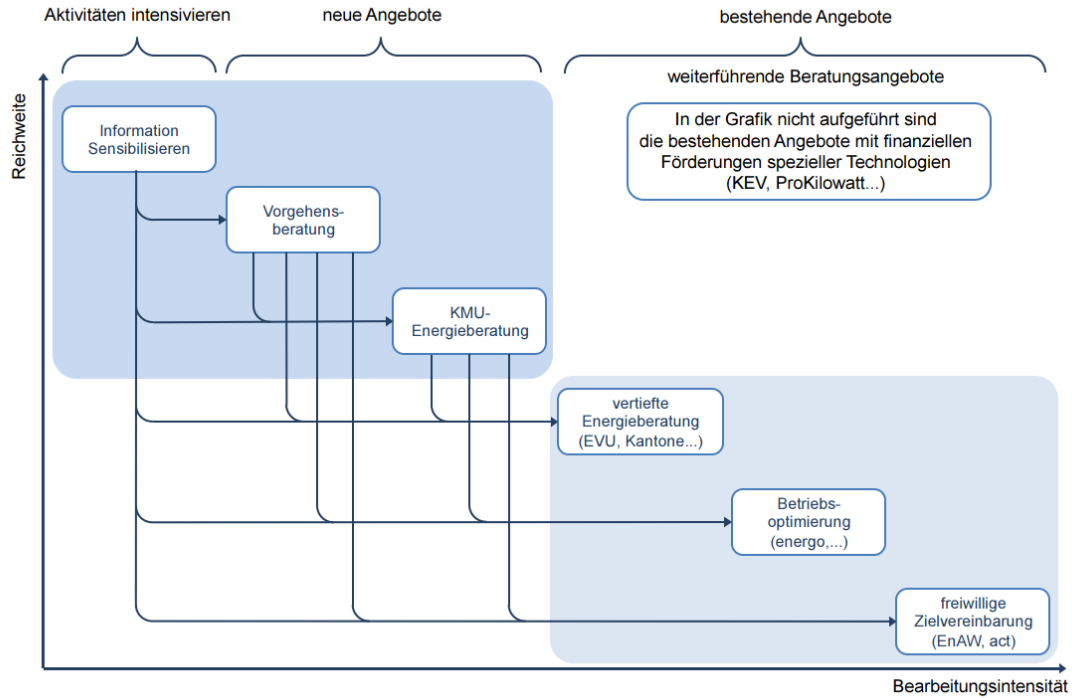 Aktivitäten intensivieren
neue Angebote
bestehende Angebote
weiterführende Beratungsangebote
In der Grafik nicht aufgeführt sind
die bestehenden Angebote mit finanziellen
Förderungen spezieller Technologien
(KEV, ProKilowatt...)
Reichweite
Information
Sensibilisieren
Vorgehens-
beratung
KMU-
Energieberatung
vertiefte
Energieberatung
(EVU, Kantone...)
Betriebs-
optimierung
(energo,...)
freiwillige
Zielvereinbarung
(EnAW, act)
Bearbeitungsintensität